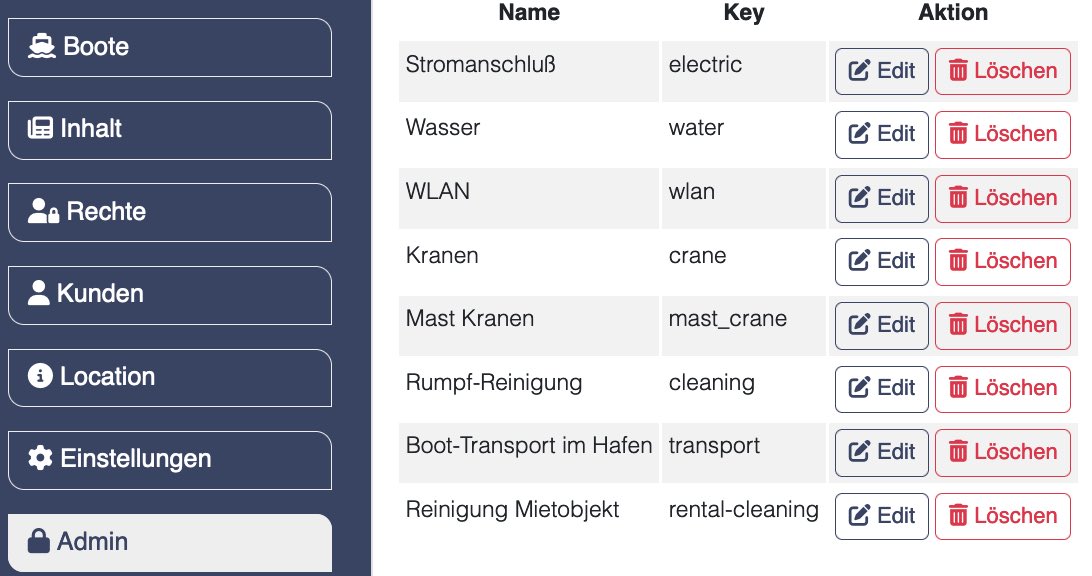 Boote
Inhalt
Rechte
Kunden
Location
Einstellungen
Admin
Name Key Aktion
Stromanschluß electric Edit Löschen
Wasser water Edit Löschen
WLAN wlan Edit Löschen
Kranen crane Edit Löschen
Mast Kranen mast_crane Edit Löschen
Rumpf-Reinigung cleaning Edit Löschen
Boot-Transport im Hafen transport Edit Löschen
Reinigung Mietobjekt rental-cleaning Edit Löschen